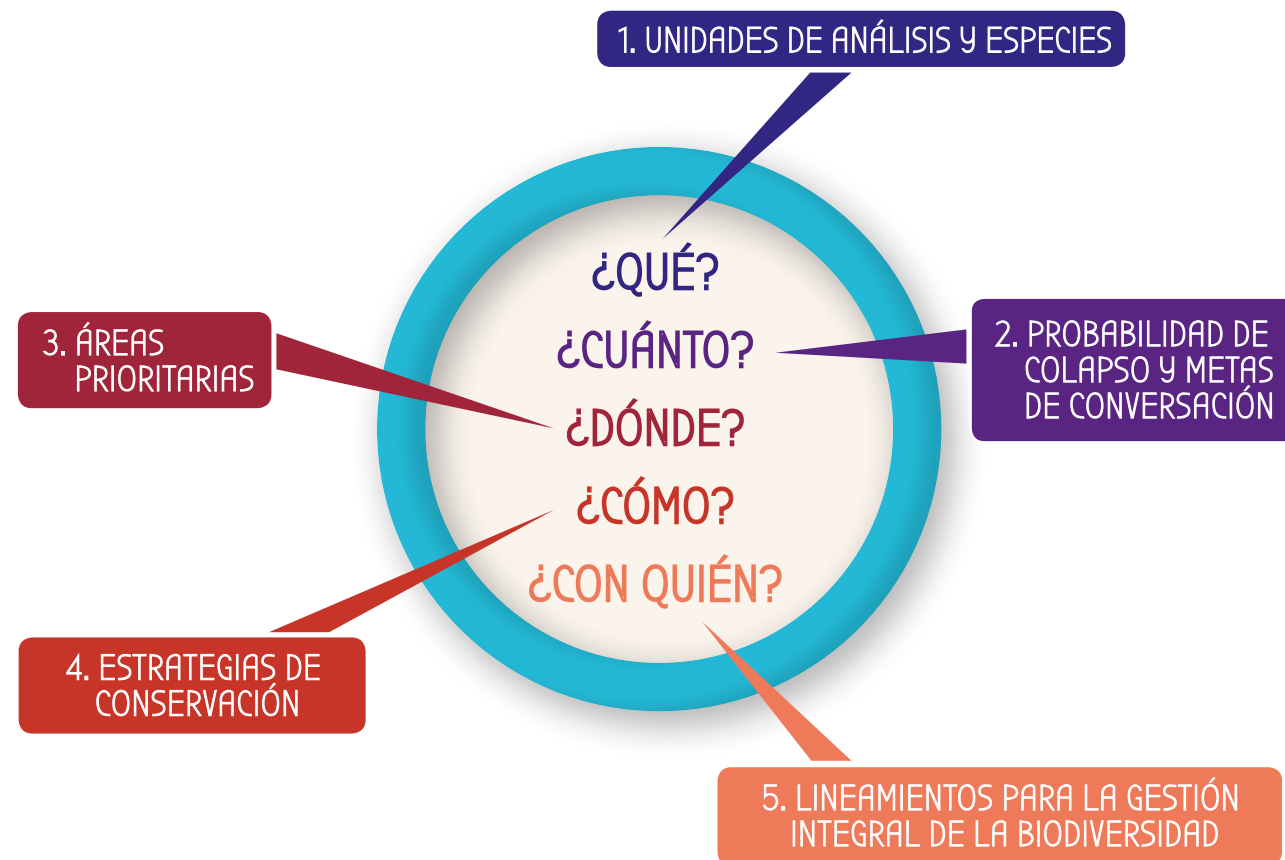 1. UNIDADES DE ANÁLISIS Y ESPECIES
¿QUÉ?
¿CUÁNTO?
¿DÓNDE?
¿CÓMO?
¿CON QUIÉN?
2. PROBABILIDAD DE
COLAPSO Y METAS
DE CONVERSACIÓN
3. ÁREAS
PRIORITARIAS
4. ESTRATEGIAS DE
CONSERVACIÓN
5. LINEAMIENTOS PARA LA GESTIÓN
INTEGRAL DE LA BIODIVERSIDAD